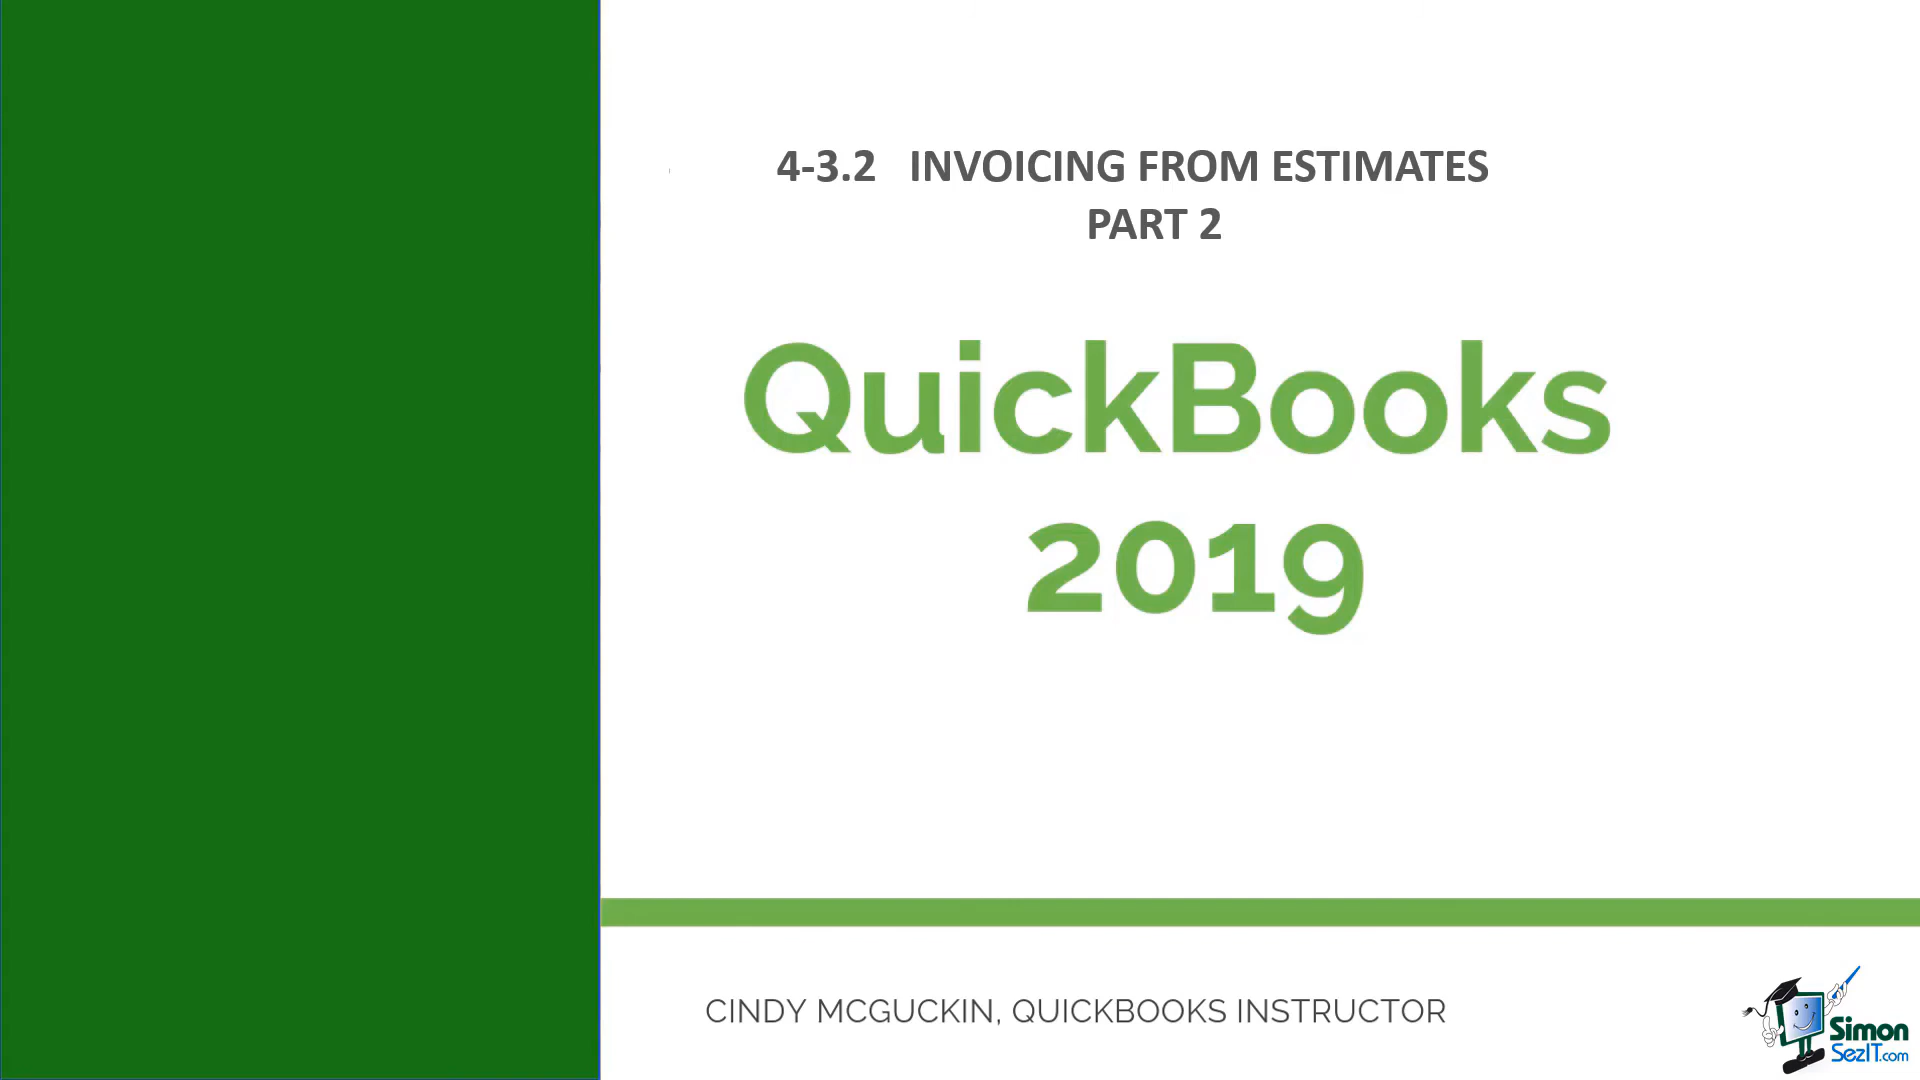 4-3.2 INVOICING FROM ESTIMATES
PART 2
QuickBooks
2019
CINDY MCGUCKIN, QUICKBOOKS INSTRUCTOR
Simon
SezIT.com